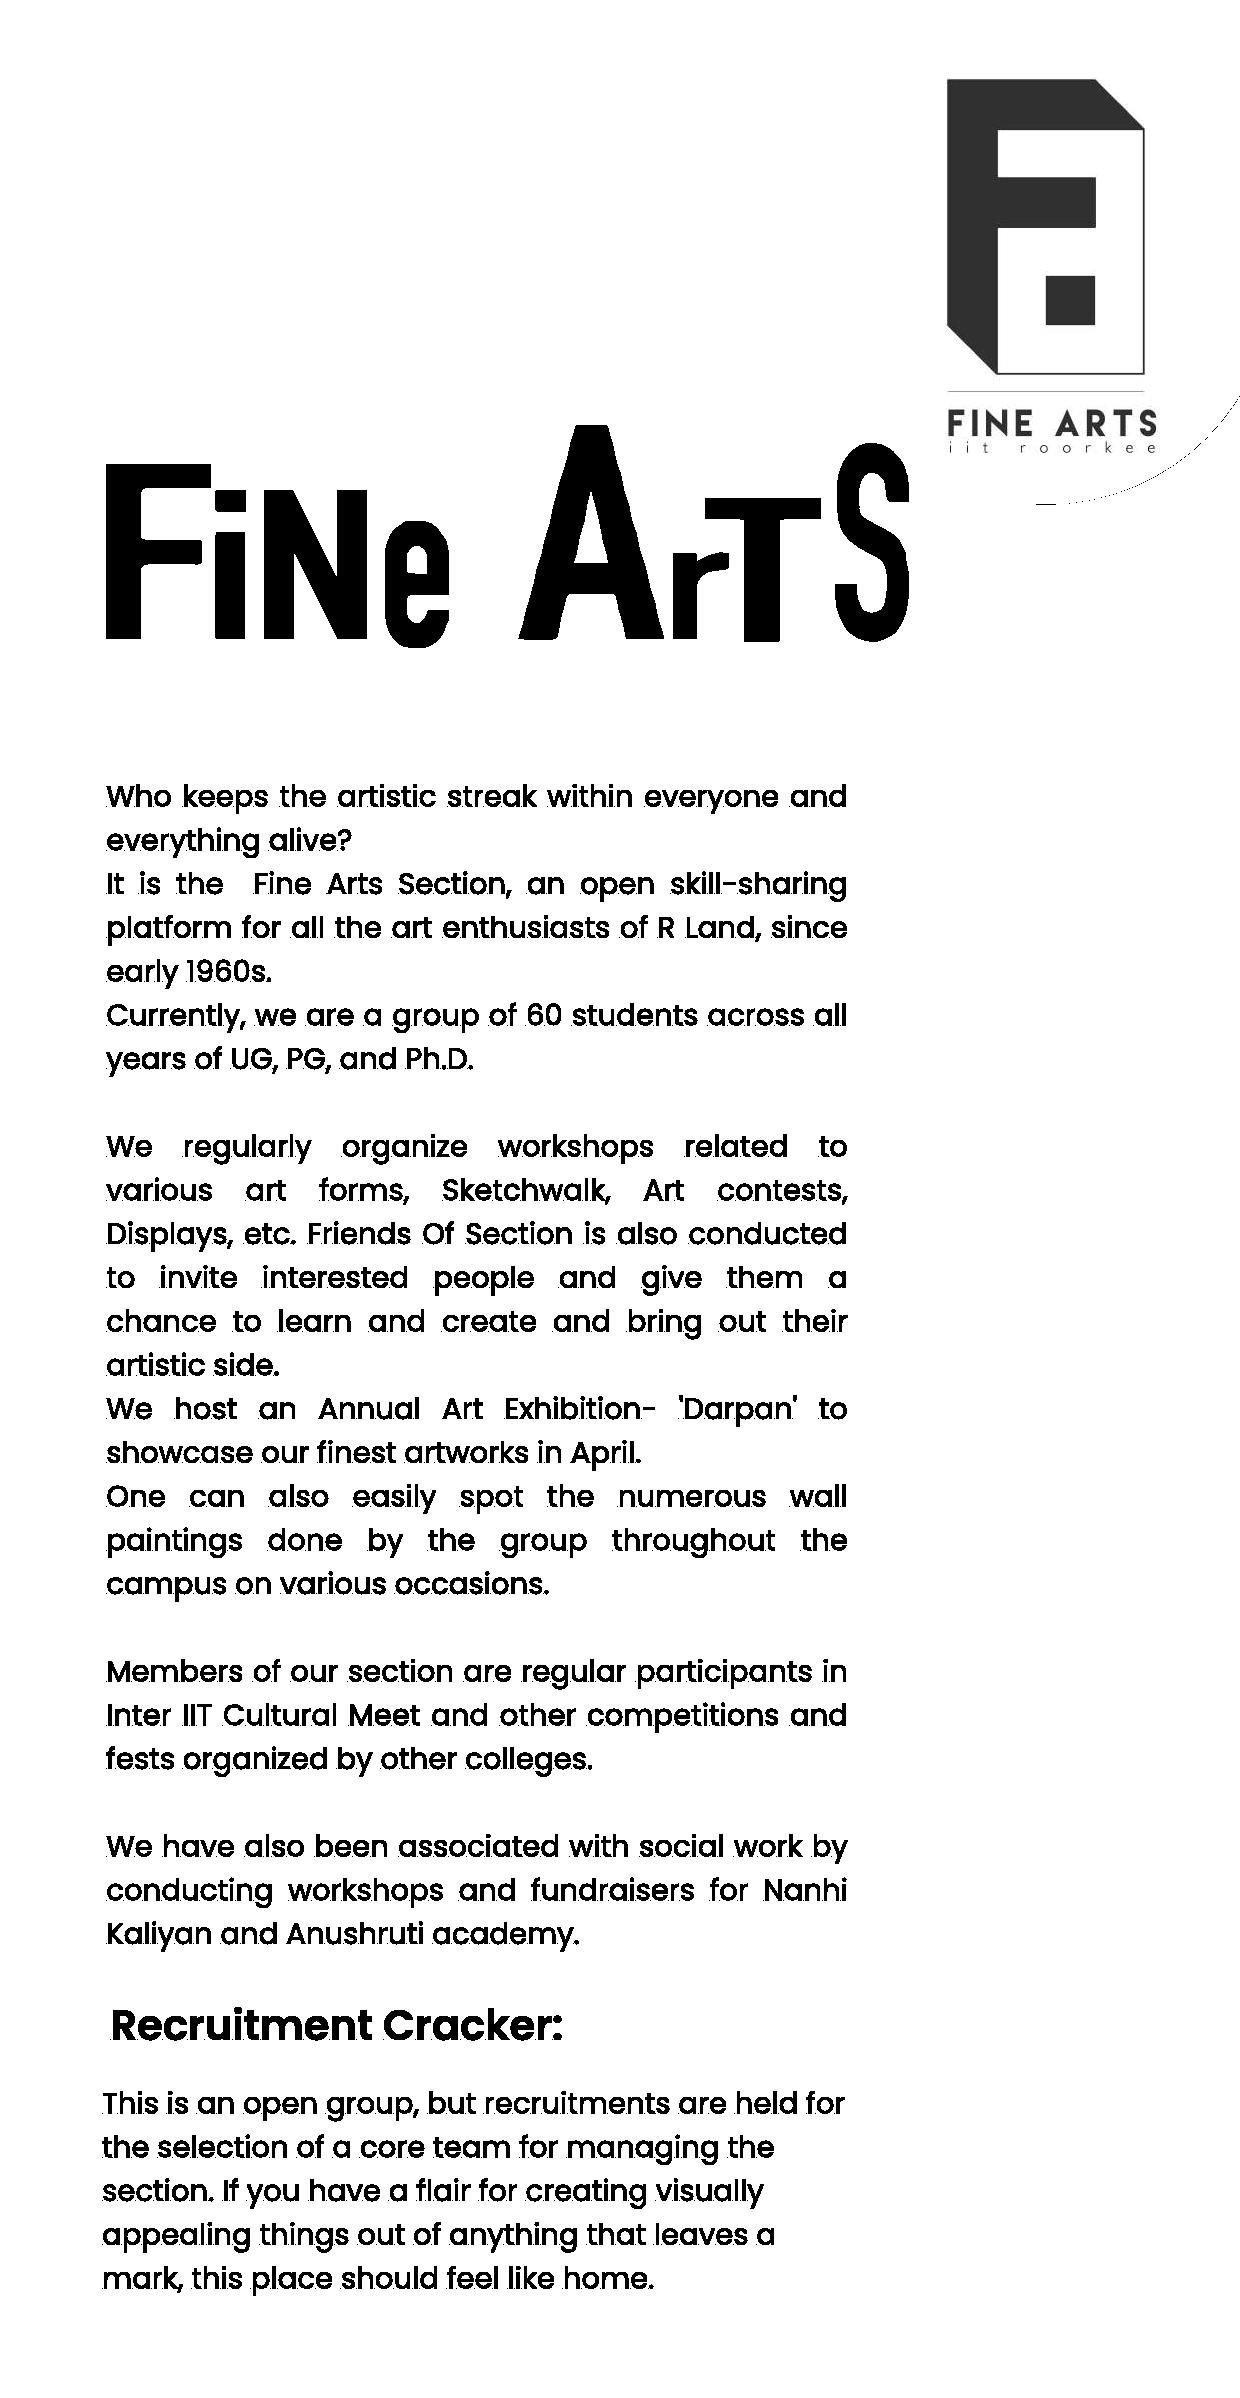 FINE ARTS
iit roorkee
FiNe ArTS
Who keeps the artistic streak within everyone and
everything alive?
It is the Fine Arts Section, an open skill-sharing
platform for all the art enthusiasts of R Land, since
early 1960s.
Currently, we are a group of 60 students across all
years of UG, PG, and Ph.D.
We regularly organize workshops related to
various art forms, Sketchwalk, Art contests,
Displays, etc. Friends Of Section is also conducted
to invite interested people and give them a
chance to learn and create and bring out their
artistic side.
We host an Annual Art Exhibition- 'Darpan' to
showcase our finest artworks in April.
One can also easily spot the numerous wall
paintings done by the group throughout the
campus on various occasions.
Members of our section are regular participants in
Inter IIT Cultural Meet and other competitions and
fests organized by other colleges.
We have also been associated with social work by
conducting workshops and fundraisers for Nanhi
Kaliyan and Anushruti academy.
Recruitment Cracker:
This is an open group, but recruitments are held for
the selection of a core team for managing the
section. If you have a flair for creating visually
appealing things out of anything that leaves a
mark, this place should feel like home.